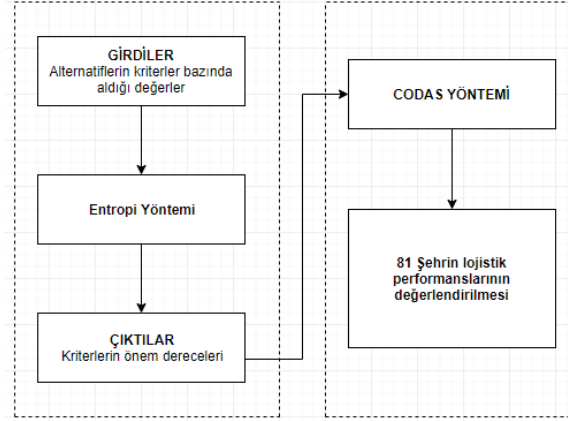 GİRDİLER
Alternatiflerin kriterler bazında
aldığı değerler
Entropi Yöntemi
ÇIKTILAR
Kriterlerin önem dereceleri
CODAS YÖNTEMİ
81 Şehrin lojistik
performanslarının
değerlendirilmesi